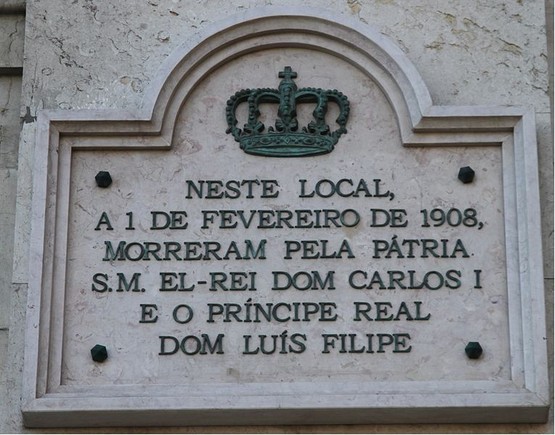 NESTE LOCAL,
A 1 DE FEVEREIRO DE 1908,
MORRERAM PELA PÁTRIA
S.M. EL-REI DOM CARLOS I
E O PRÍNCIPE REAL
DOM LUÍS FILIPE